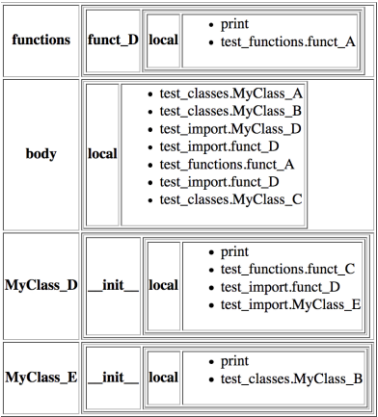 functions funct_D local
print
test_functions.funct_A
body local
test_classes.MyClass_A
test_classes.MyClass_B
test_import.MyClass_D
test_import.funct_D
test_functions.funct_A
test_import.funct_D
test_classes.MyClass_C
MyClass_D __init__ local
print
test_functions.funct_C
test_import.funct_D
test_import.MyClass_E
MyClass_E __init__ local
print
test_classes.MyClass_B